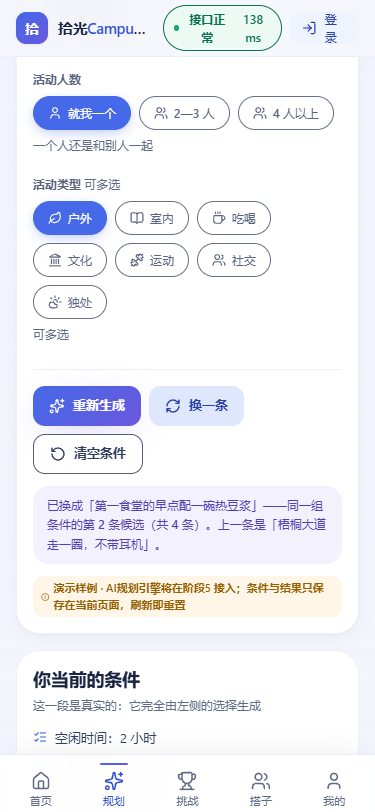 拾
拾光Campu...
接口正常
138 ms
登录
活动人数
就我一个
2—3 人
4 人以上
一个人还是和别人一起
活动类型 可多选
户外
室内
吃喝
文化
运动
社交
独处
可多选
重新生成
换一条
清空条件
已换成「第一食堂的早点配一碗热豆浆」——同一组
条件的第 2 条候选（共 4 条）。上一条是「梧桐大道
走一圈，不带耳机」。
演示样例 · AI规划引擎将在阶段5 接入；条件与结果只保
存在当前页面，刷新即重置
你当前的条件
这一段是真实的：它完全由左侧的选择生成
空闲时间：2 小时
首页
规划
挑战
搭子
我的